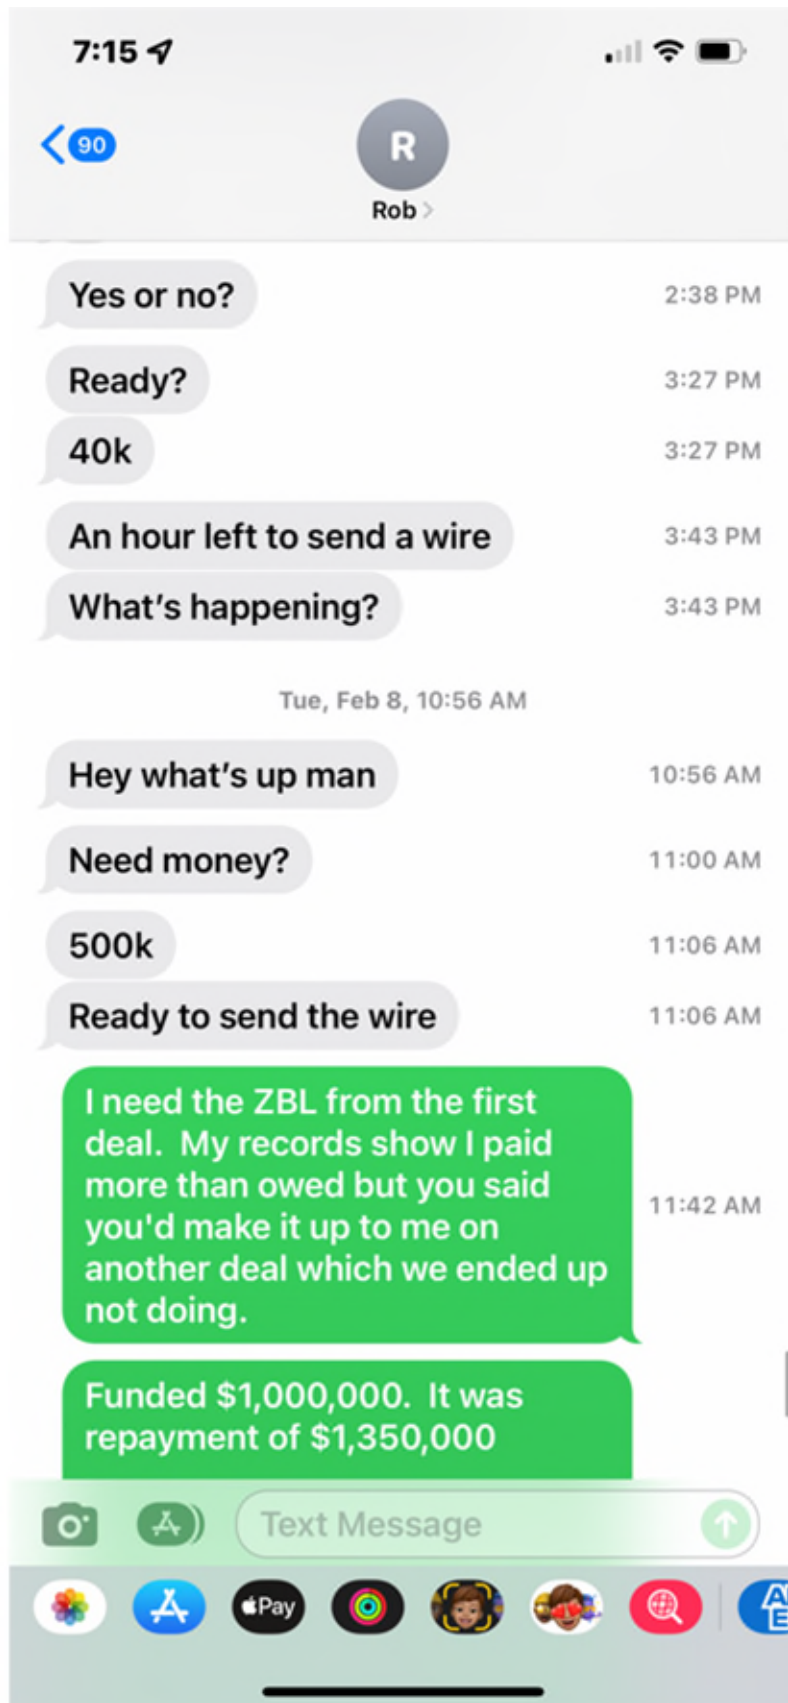 7:15
90
R
Rob
Yes or no?
2:38 PM
Ready?
3:27 PM
40k
3:27 PM
An hour left to send a wire
3:43 PM
What's happening?
3:43 PM
Tue, Feb 8, 10:56 AM
Hey what's up man
10:56 AM
Need money?
11:00 AM
500k
11:06 AM
Ready to send the wire
11:06 AM
I need the ZBL from the first
deal.  My records show I paid
more than owed but you said
you'd make it up to me on
another deal which we ended up
not doing.
11:42 AM
Funded $1,000,000.  It was
repayment of $1,350,000
Text Message
Pay